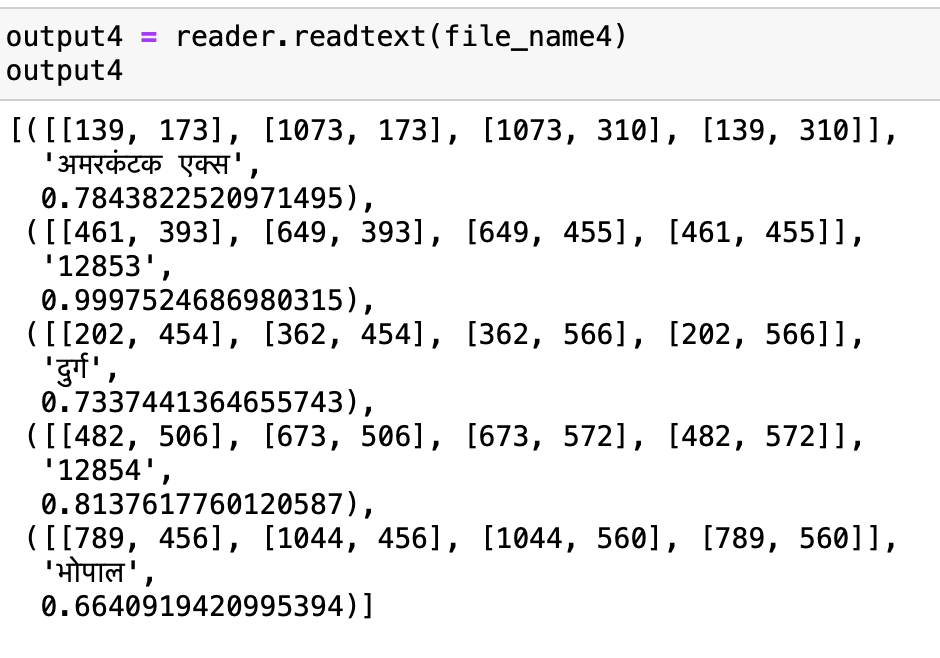 output4 = reader.readtext(file_name4)
output4
[([[139, 173], [1073, 173], [1073, 310], [139, 310]],
'अमरकंटक एक्स',
0.7843822520971495),
([[461, 393], [649, 393], [649, 455], [461, 455]],
'12853',
0.9997524686980315),
([[202, 454], [362, 454], [362, 566], [202, 566]],
'दुर्ग',
0.7337441364655743),
([[482, 506], [673, 506], [673, 572], [482, 572]],
'12854',
0.8137617760120587),
([[789, 456], [1044, 456], [1044, 560], [789, 560]],
'भोपाल',
0.6640919420995394)]